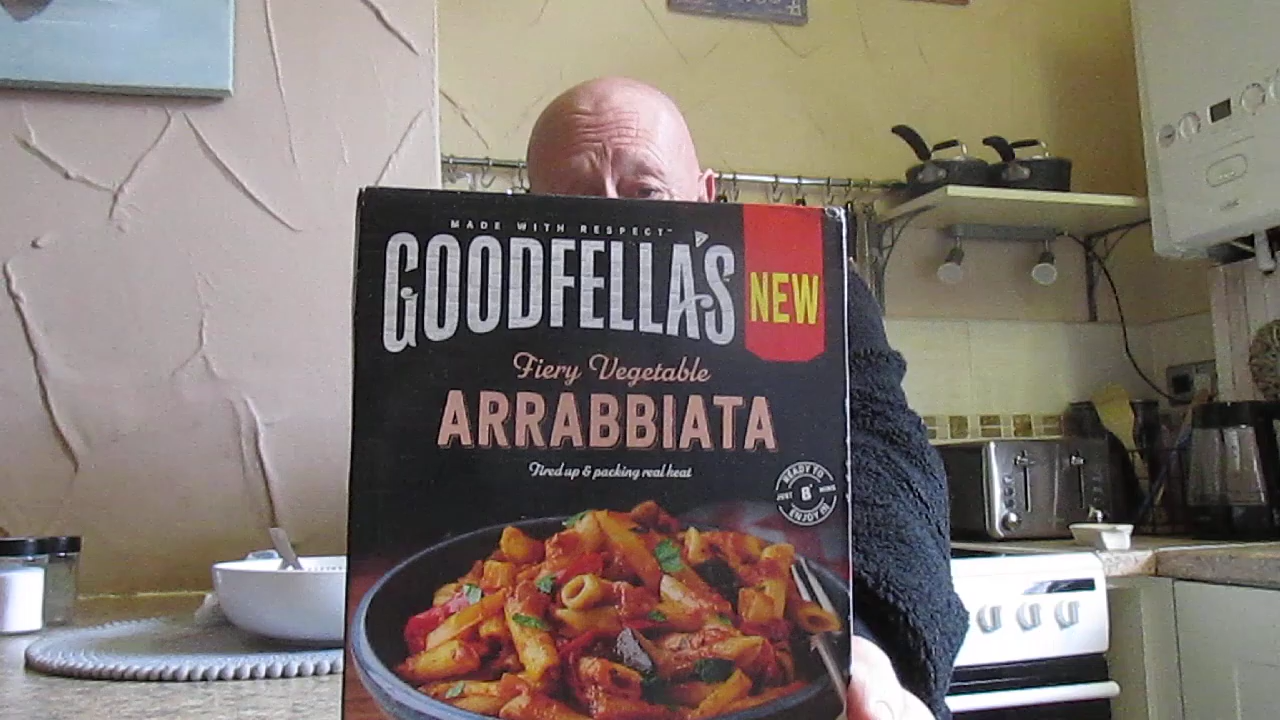 MADE WITH RESPECT™
GOODFELLA'S
NEW
Fiery Vegetable
ARRABBIATA
Fired up & packing real heat
READY TO
JUST 8' MINS
ENJOY IN